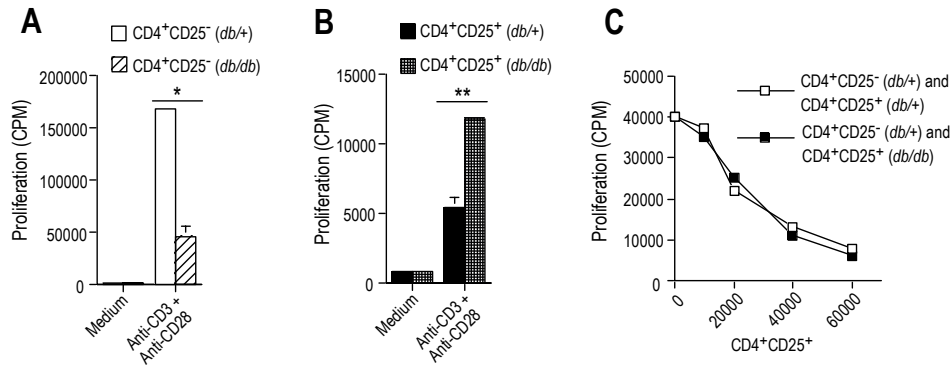 A
CD4⁺CD25⁻ (db/+)
CD4⁺CD25⁻ (db/db)
Proliferation (CPM)
200000
150000
100000
50000
0
*
Medium
Anti-CD3 +
Anti-CD28
B
CD4⁺CD25⁺ (db/+)
CD4⁺CD25⁺ (db/db)
Proliferation (CPM)
15000
10000
5000
0
**
Medium
Anti-CD3 +
Anti-CD28
C
CD4⁺CD25⁻ (db/+) and
CD4⁺CD25⁺ (db/+)
CD4⁺CD25⁻ (db/+) and
CD4⁺CD25⁺ (db/db)
Proliferation (CPM)
50000
40000
30000
20000
10000
0
0
20000
40000
60000
CD4⁺CD25⁺